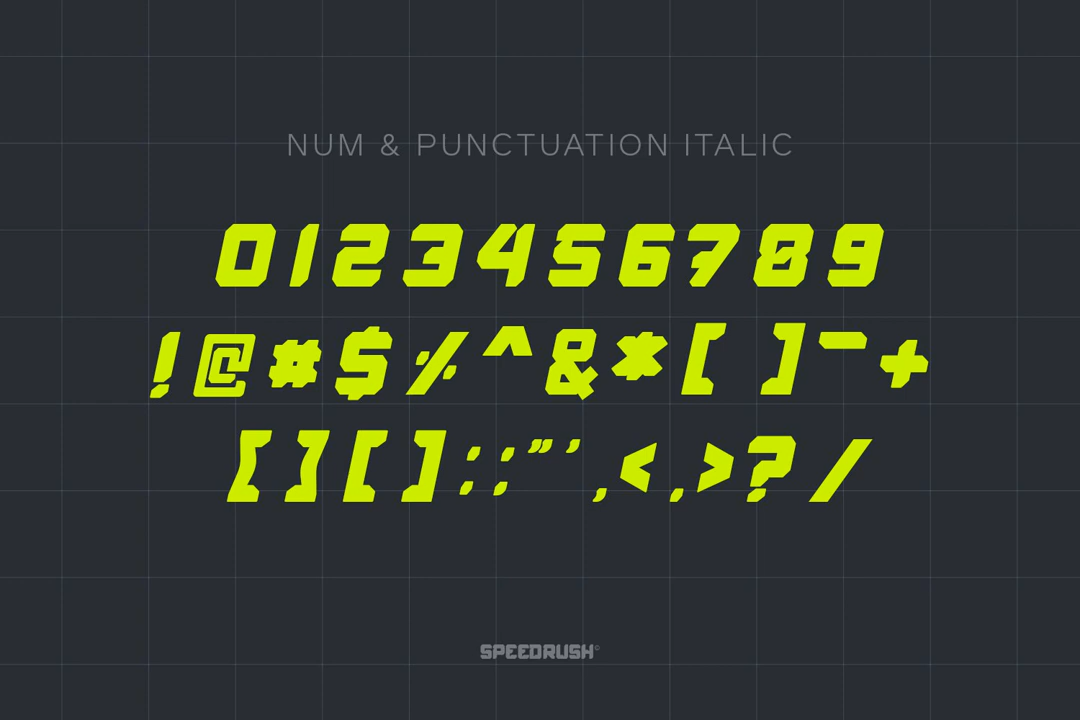 NUM & PUNCTUATION ITALIC
0123456789
!@#$%^&*[ ]-+
{}[]:;"',<.>?/
SPEEDRUSH©